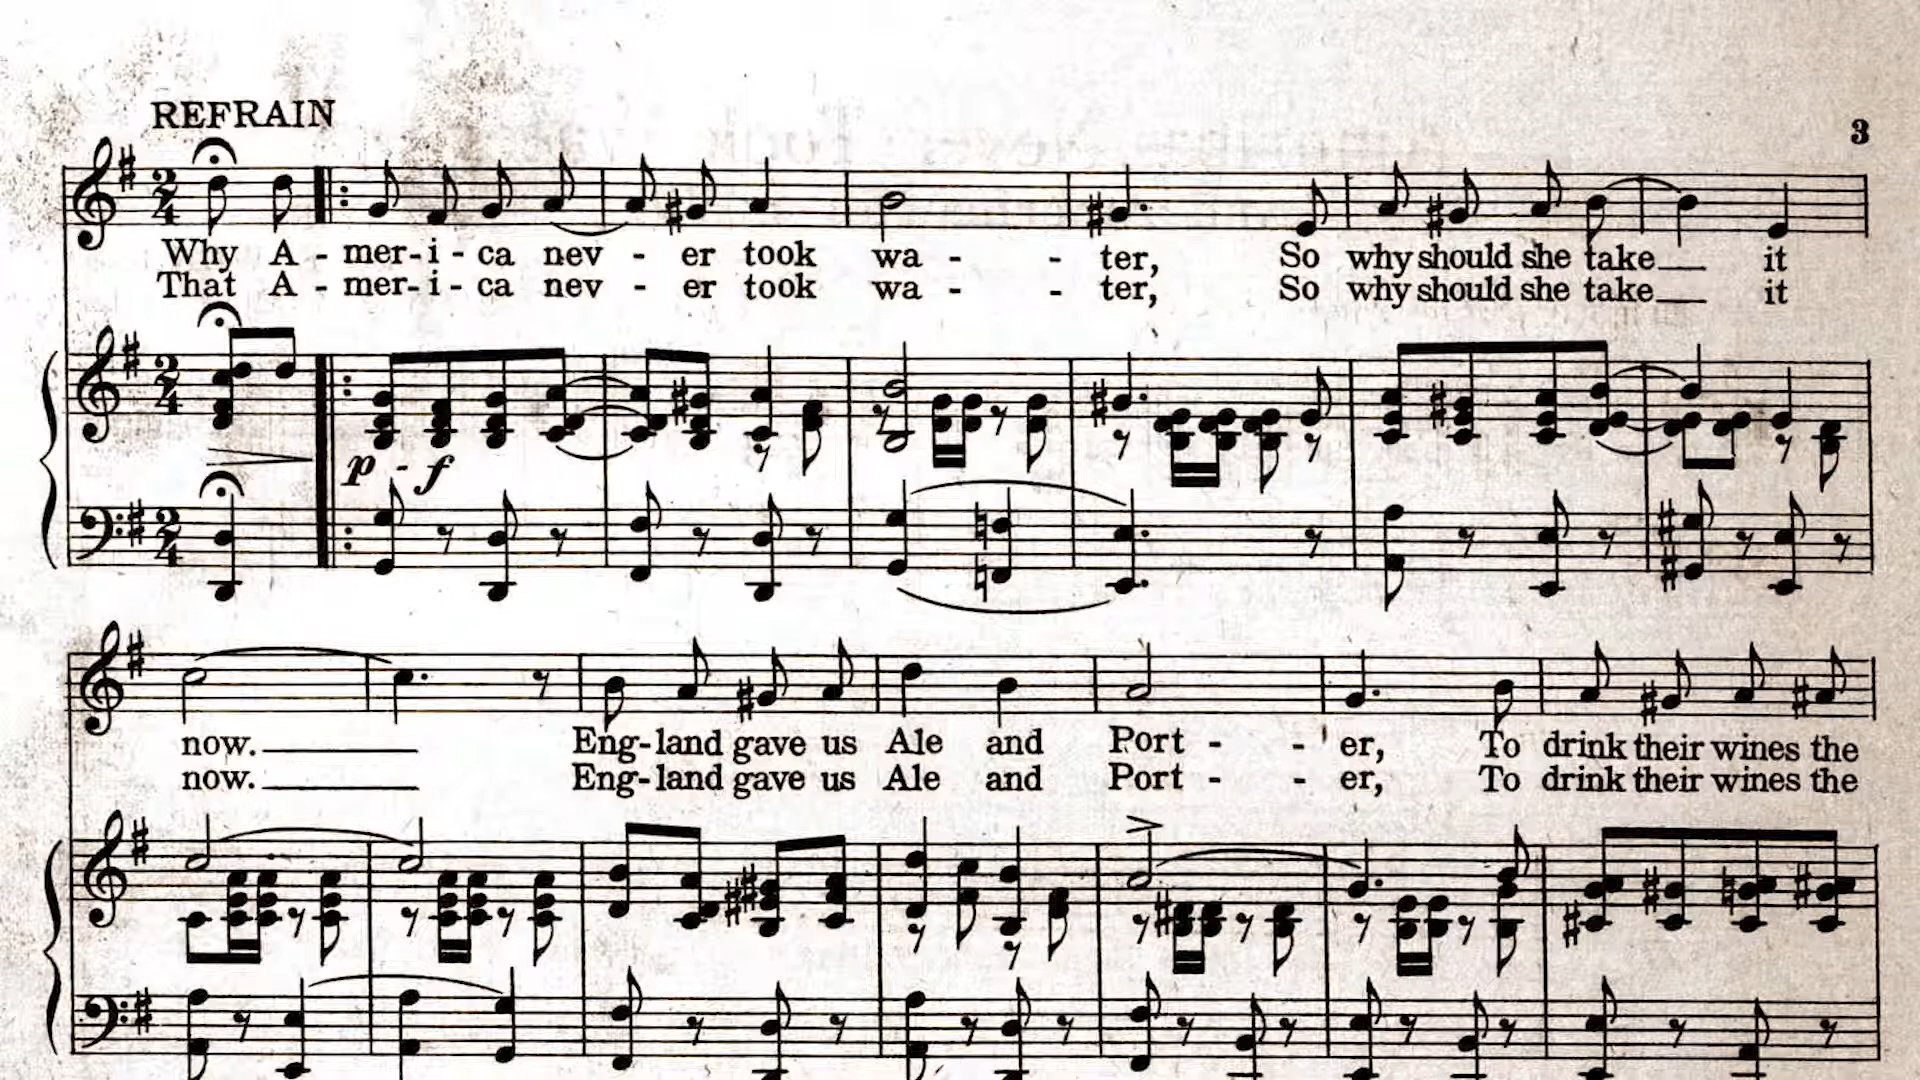 REFRAIN
3
Why A - mer - i - ca nev - er took wa - - ter, So why should she take it
That A - mer - i - ca nev - er took wa - - ter, So why should she take it
p - f
now. Eng - land gave us Ale and Port - - er, To drink their wines the
now. Eng - land gave us Ale and Port - - er, To drink their wines the